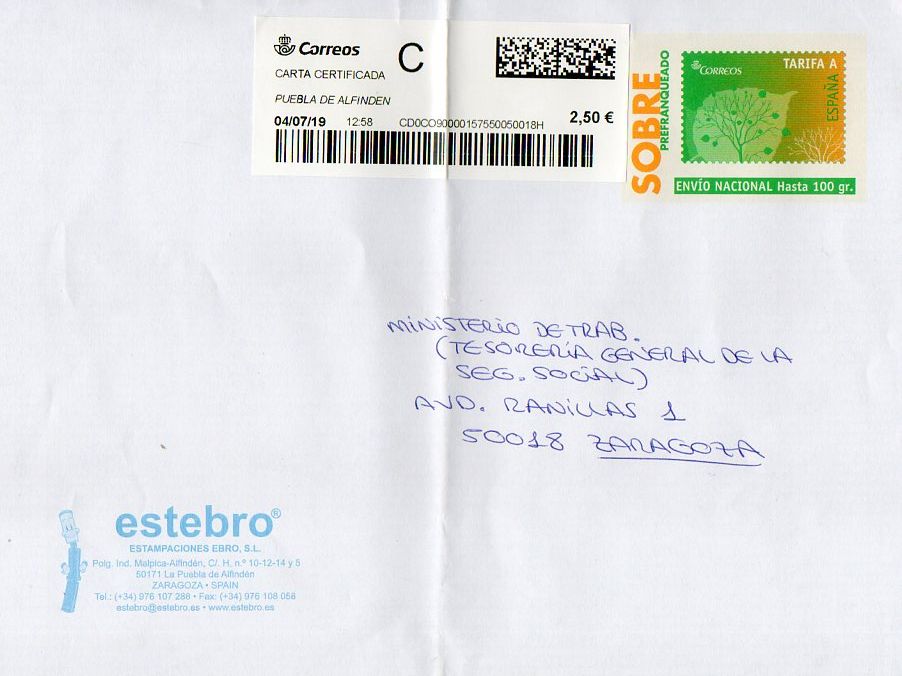 Correos
C
CARTA CERTIFICADA
PUEBLA DE ALFINDEN
04/07/19 12:58 CD0CO90000157550050018H 2,50 €
SOBRE
PREFRANQUEADO
CORREOS
TARIFA A
ESPAÑA
ENVÍO NACIONAL Hasta 100 gr.
MINISTERIO DE TRAB.
(TESORERÍA GENERAL DE LA
SEG. SOCIAL)
AVD. RANILLAS 1
50018 ZARAGOZA
estebro®
ESTAMPACIONES EBRO, S.L.
Polg. Ind. Malpica-Alfindén, C/. H, n.º 10-12-14 y 5
50171 La Puebla de Alfindén
ZARAGOZA • SPAIN
Tel.: (+34) 976 107 288 • Fax: (+34) 976 108 058
estebro@estebro.es • www.estebro.es